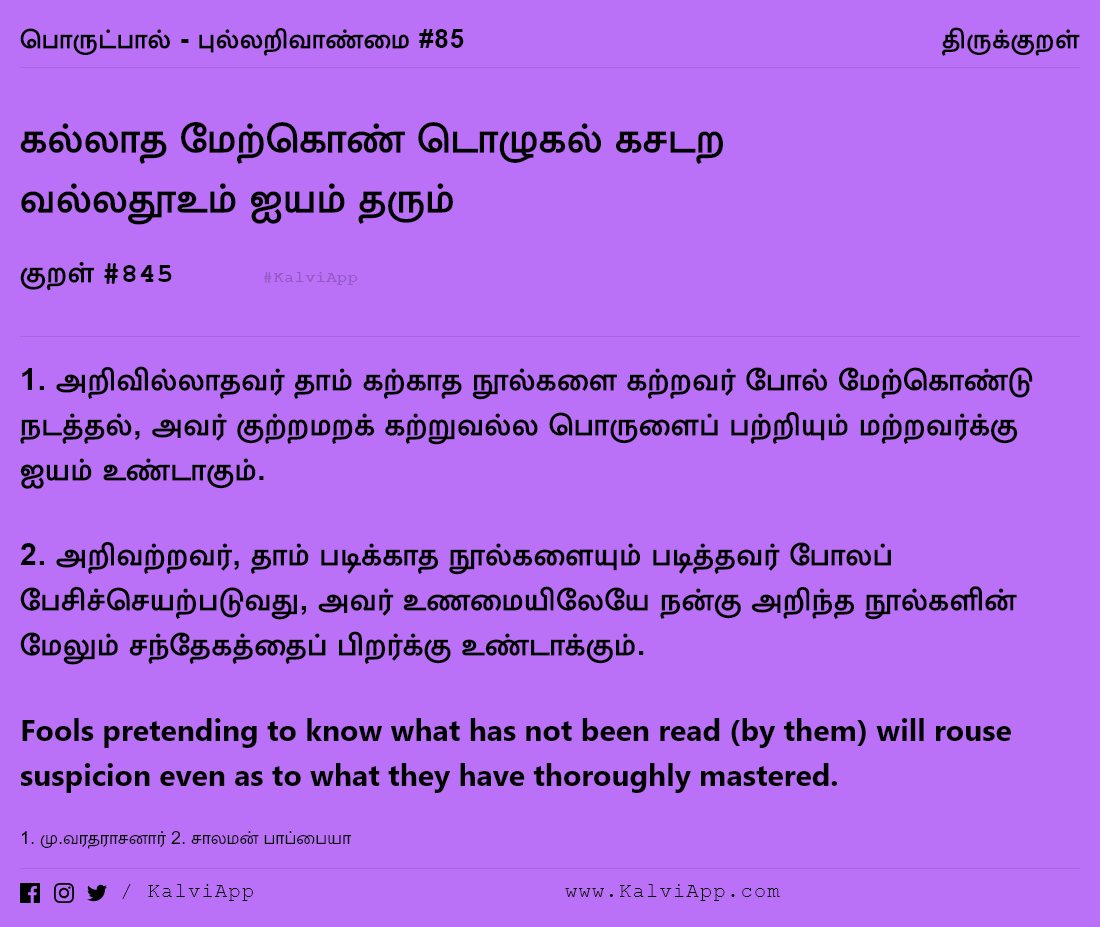 பொருட்பால் - புல்லறிவாண்மை #85 திருக்குறள்
கல்லாத மேற்கொண் டொழுகல் கசடற
வல்லதூஉம் ஐயம் தரும்
குறள் #845 #KalviApp
1. அறிவில்லாதவர் தாம் கற்காத நூல்களை கற்றவர் போல் மேற்கொண்டு
நடத்தல், அவர் குற்றமறக் கற்றுவல்ல பொருளைப் பற்றியும் மற்றவர்க்கு
ஐயம் உண்டாகும்.
2. அறிவற்றவர், தாம் படிக்காத நூல்களையும் படித்தவர் போலப்
பேசிச்செயற்படுவது, அவர் உணமையிலேயே நன்கு அறிந்த நூல்களின்
மேலும் சந்தேகத்தைப் பிறர்க்கு உண்டாக்கும்.
Fools pretending to know what has not been read (by them) will rouse
suspicion even as to what they have thoroughly mastered.
1. மு.வரதராசனார் 2. சாலமன் பாப்பையா
/ KalviApp www.KalviApp.com